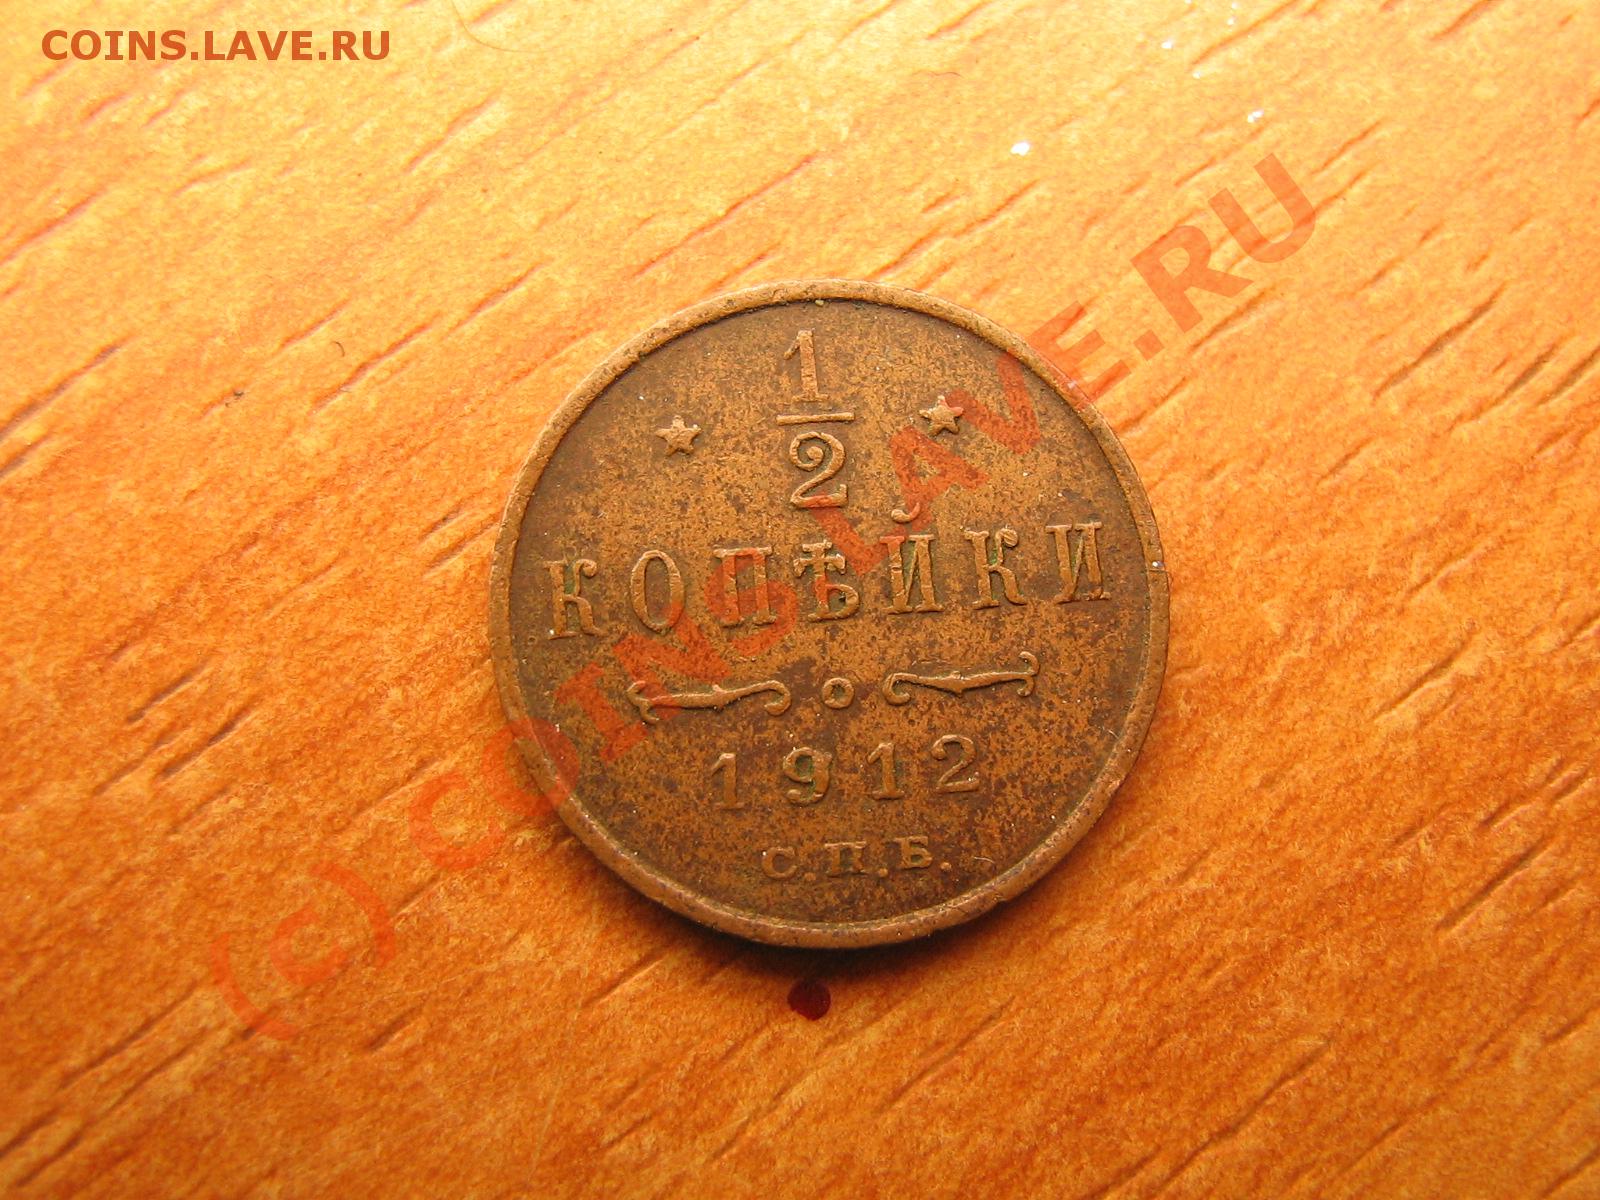 COINS.LAVE.RU
1
2
КОПѢЙКИ
1912
С.П.Б.
(c) COINS.LAVE.RU